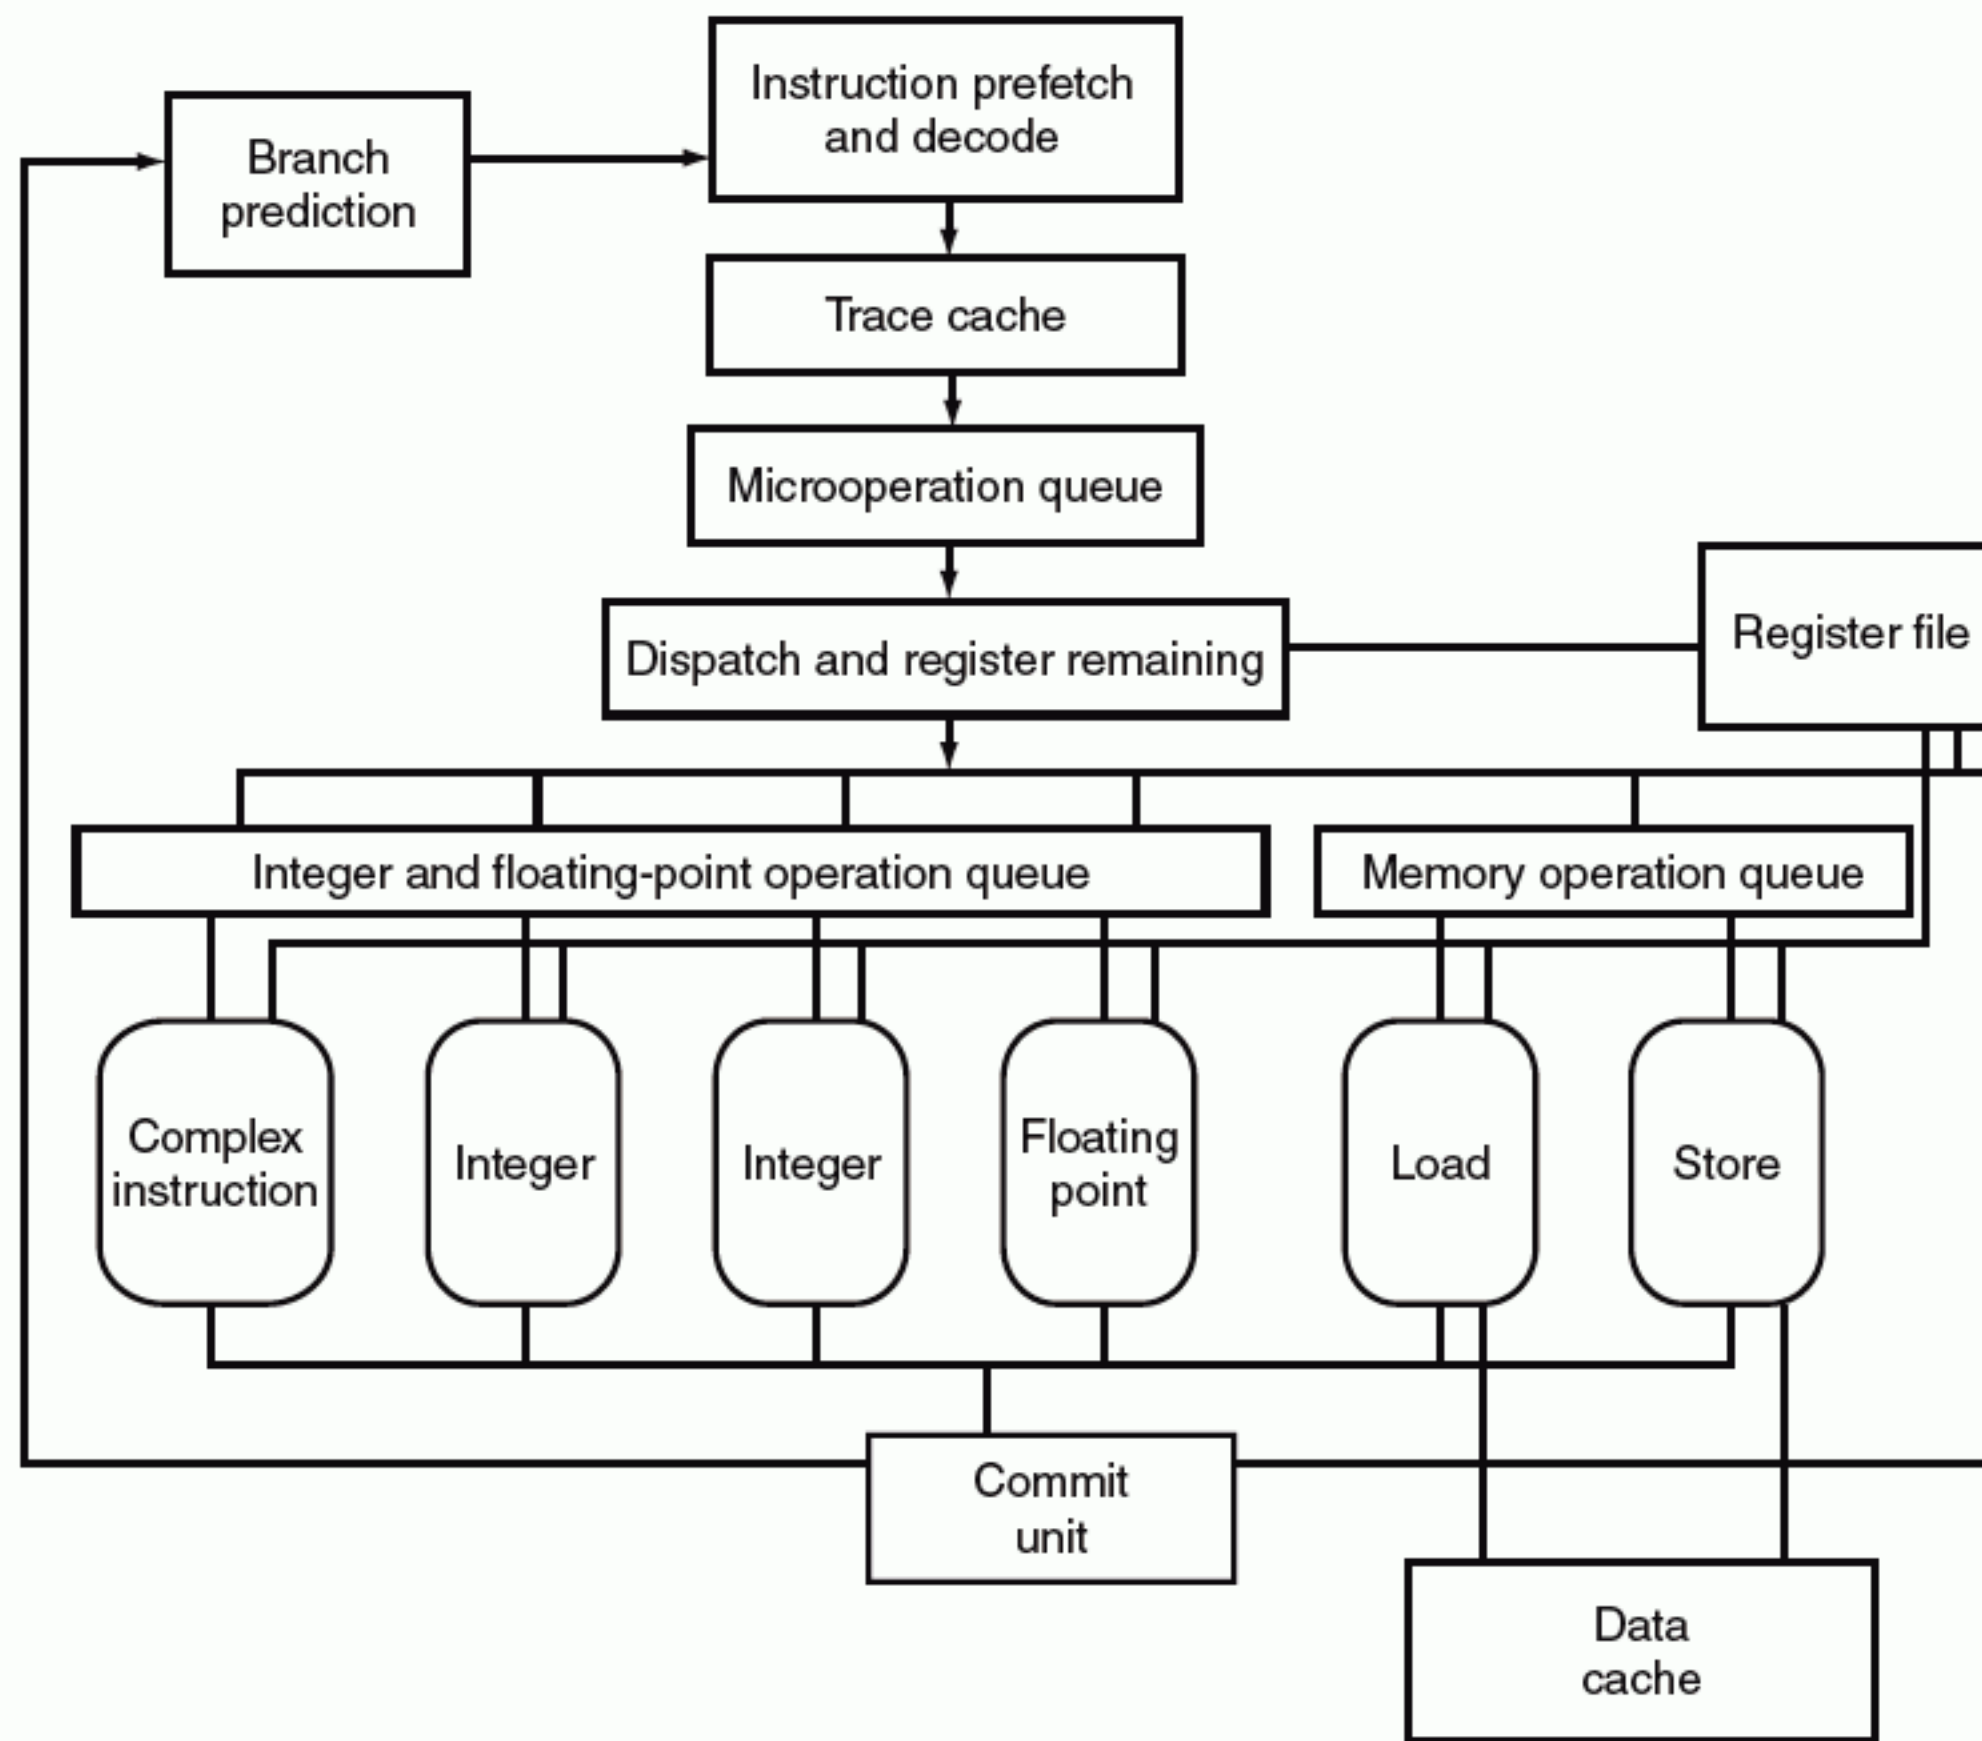 Instruction prefetch
and decode
Branch
prediction
Trace cache
Microoperation queue
Register file
Dispatch and register remaining
Integer and floating-point operation queue
Memory operation queue
Complex
instruction
Integer
Integer
Floating
point
Load
Store
Commit
unit
Data
cache